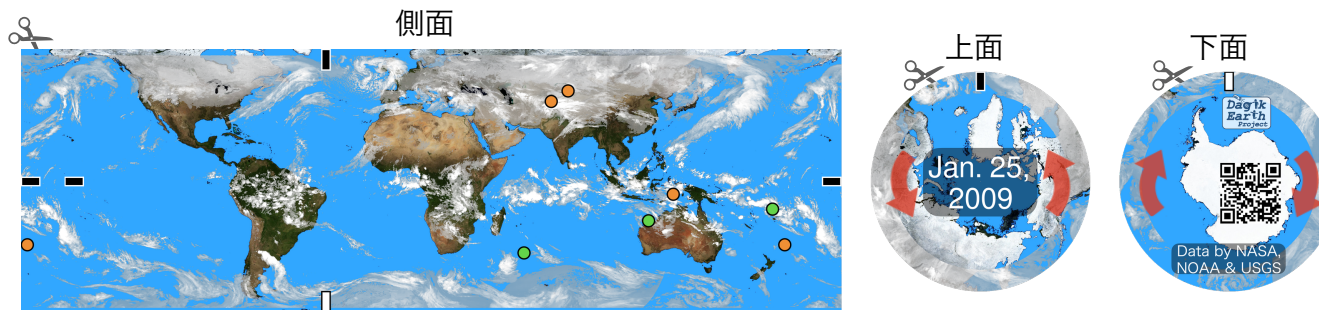 側面
上面
下面
Jan. 25,
2009
Dagik
Earth
Project
Data by NASA,
NOAA & USGS